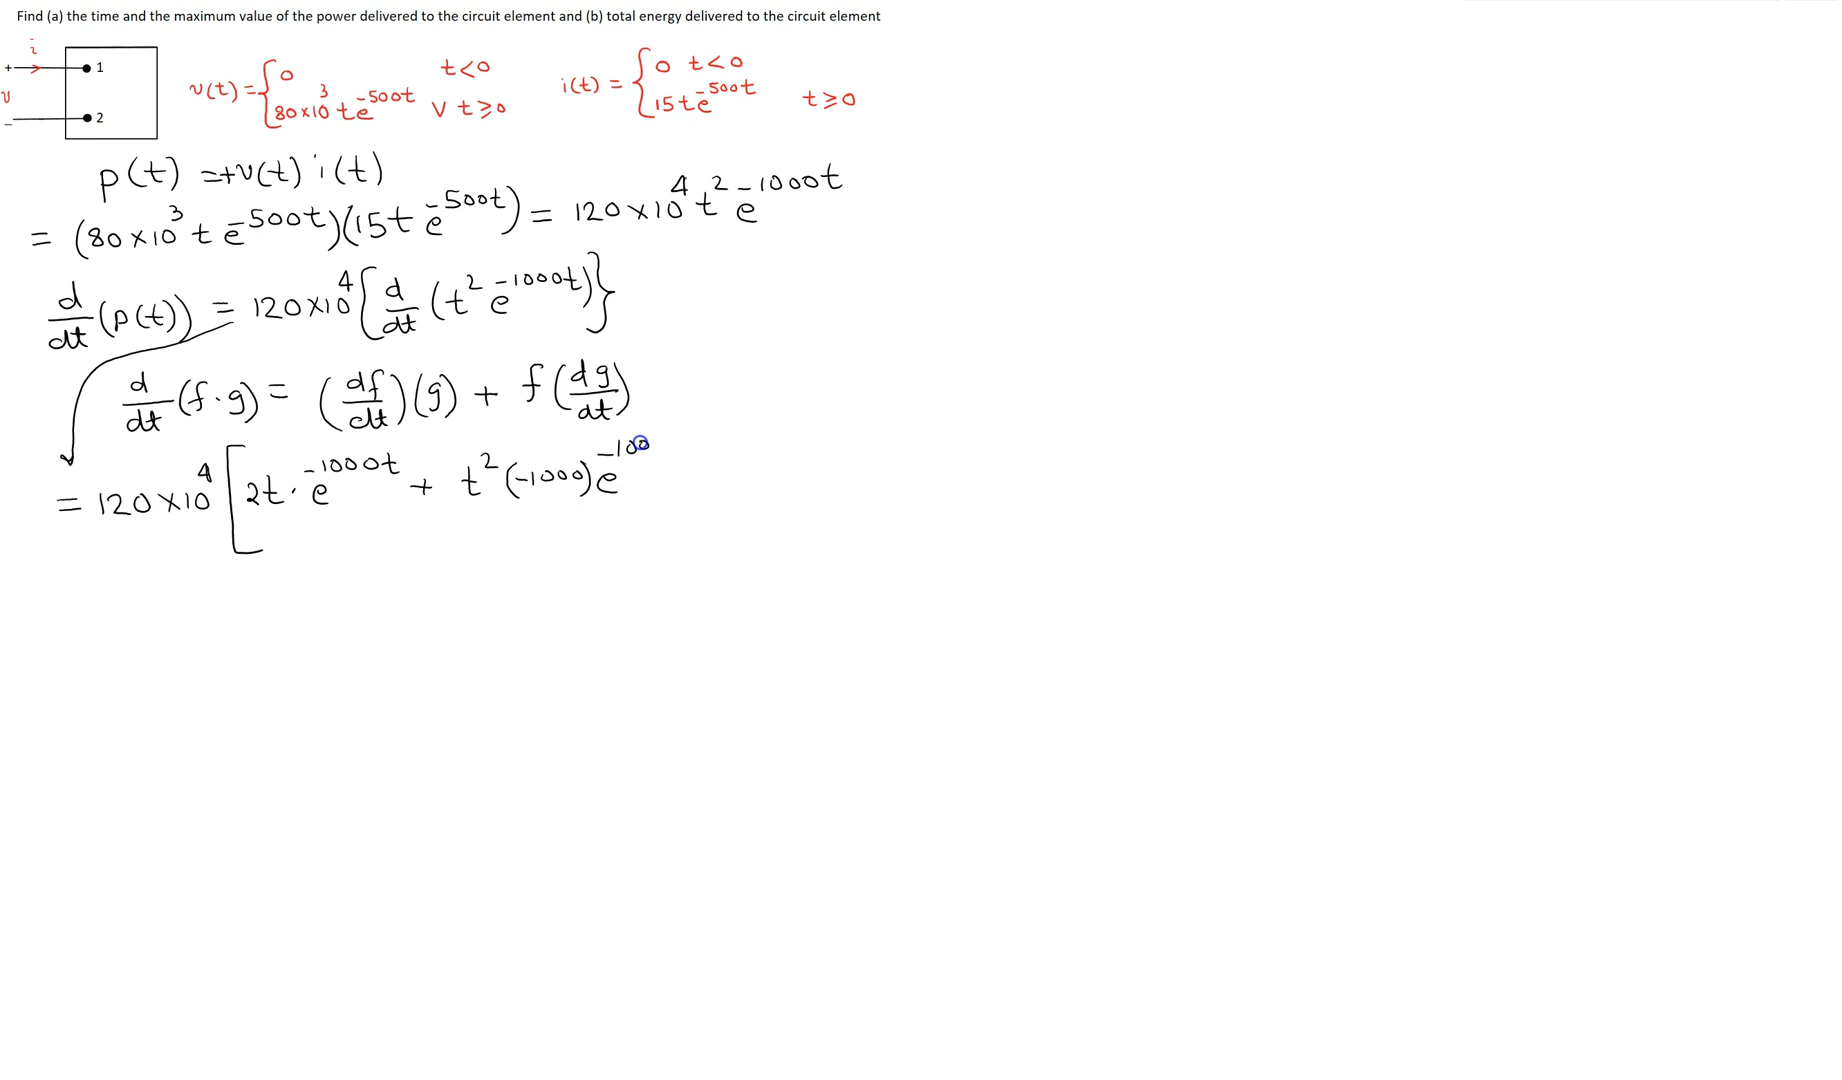 Find (a) the time and the maximum value of the power delivered to the circuit element and (b) total energy delivered to the circuit element
i
+ 1
v
- 2
v(t) = { 0 t<0
80×10³ t e^-500t V t≥0
i(t) = { 0 t<0
15 t e^-500t t≥0
p(t) =+v(t) i(t)
= (80×10³ t e^-500t)(15t e^-500t) = 120×10⁴ t² e^-1000t
d/dt (p(t)) = 120×10⁴ { d/dt (t² e^-1000t) }
d/dt (f·g) = (df/dt)(g) + f (dg/dt)
= 120×10⁴ [ 2t · e^-1000t + t² (-1000) e^-100